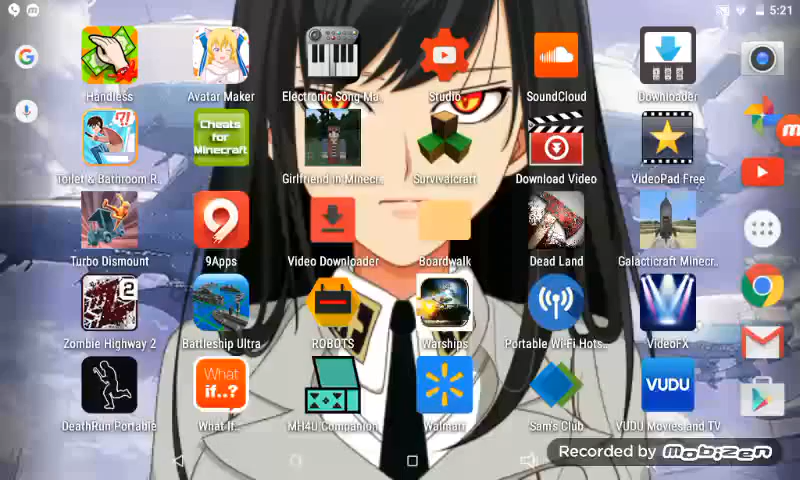 5:21
Handless
Avatar Maker
Electronic Song Ma..
Studio
SoundCloud
Downloader
?!
Cheats
for
Minecraft
Toilet & Bathroom R..
Girlfriend in Minecr..
Survivalcraft
Download Video
VideoPad Free
9
Turbo Dismount
9Apps
Video Downloader
Boardwalk
Dead Land
Galacticraft Minecr..
2
Zombie Highway 2
Battleship Ultra
ROBOTS
Warships
Portable Wi-Fi Hots..
VideoFX
What
if..?
VUDU
DeathRun Portable
What If..
MH4U Companion
Walmart
Sam's Club
VUDU Movies and TV
Recorded by Mobizen